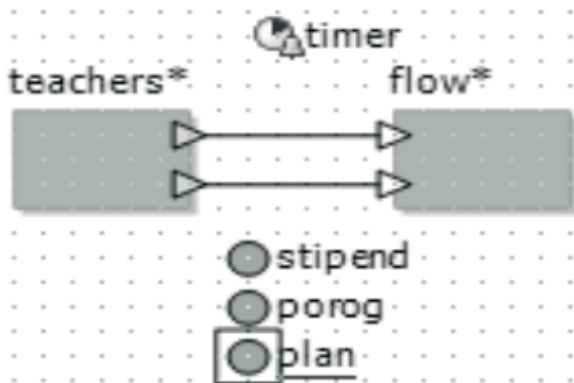 timer
teachers* flow*
stipend
porog
plan